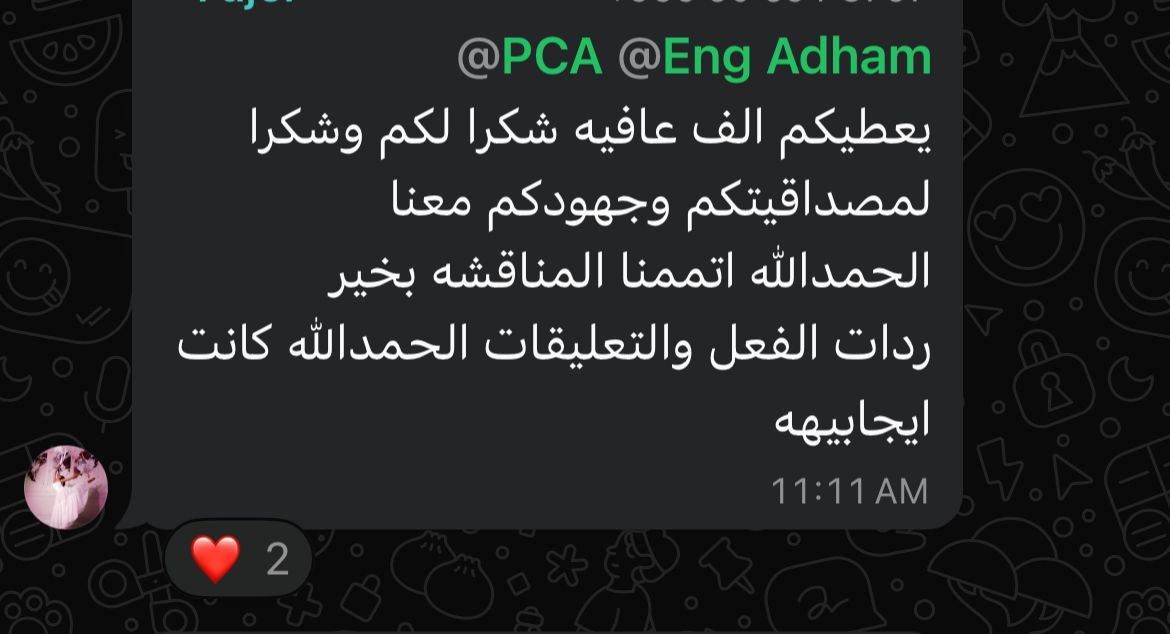 @PCA @Eng Adham
يعطيكم الف عافيه شكرا لكم وشكرا
لمصداقيتكم وجهودكم معنا
الحمدالله اتممنا المناقشه بخير
ردات الفعل والتعليقات الحمدالله كانت
ايجابيهه
11:11 AM
2